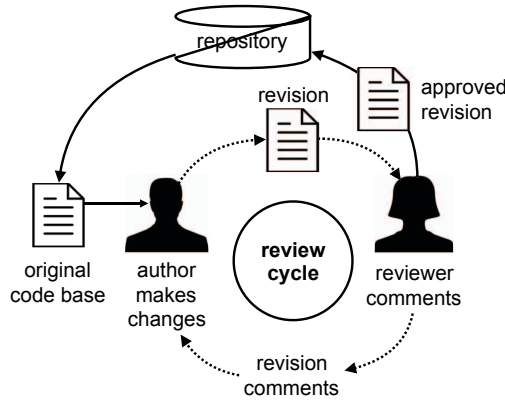 repository
approved
revision
revision
original
code base
author
makes
changes
review
cycle
reviewer
comments
revision
comments